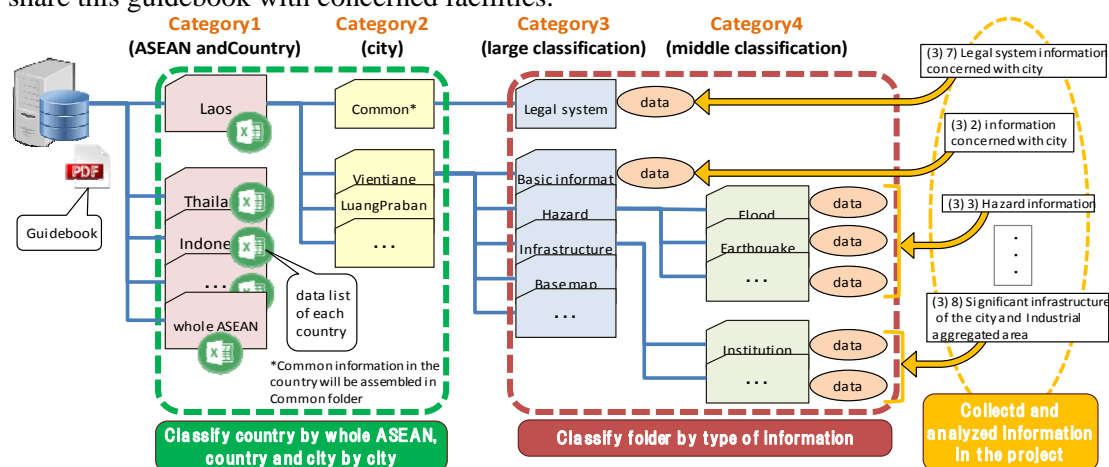 share this guidebook with concerned facilities.
Category1
(ASEAN andCountry)
Category2
(city)
Category3
(large classification)
Category4
(middle classification)
Laos
Common*
Legal system
data
(3) 7) Legal system information
concerned with city
PDF
Guidebook
Thaila
Indone
...
whole ASEAN
data list
of each
country
Vientiane
LuangPraban
...
*Common information in the
country will be assembled in
Common folder
Basic informat
data
Hazard
Infrastructure
Base map
...
Flood
data
Earthquake
data
...
data
Institution
data
...
data
(3) 2) information
concerned with city
(3) 3) Hazard information
(3) 8) Significant infrastructure
of the city and Industrial
aggregated area
Classify country by whole ASEAN,
country and city by city
Classify folder by type of information
Collectd and
analyzed information
in the project